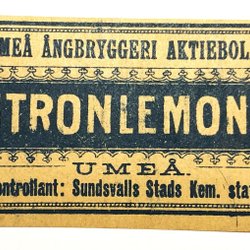 MEÅ ÅNGBRYGGERI AKTIEBOL
TRONLEMON
UMEÅ.
ontrollant: Sundsvalls Stads Kem. sta